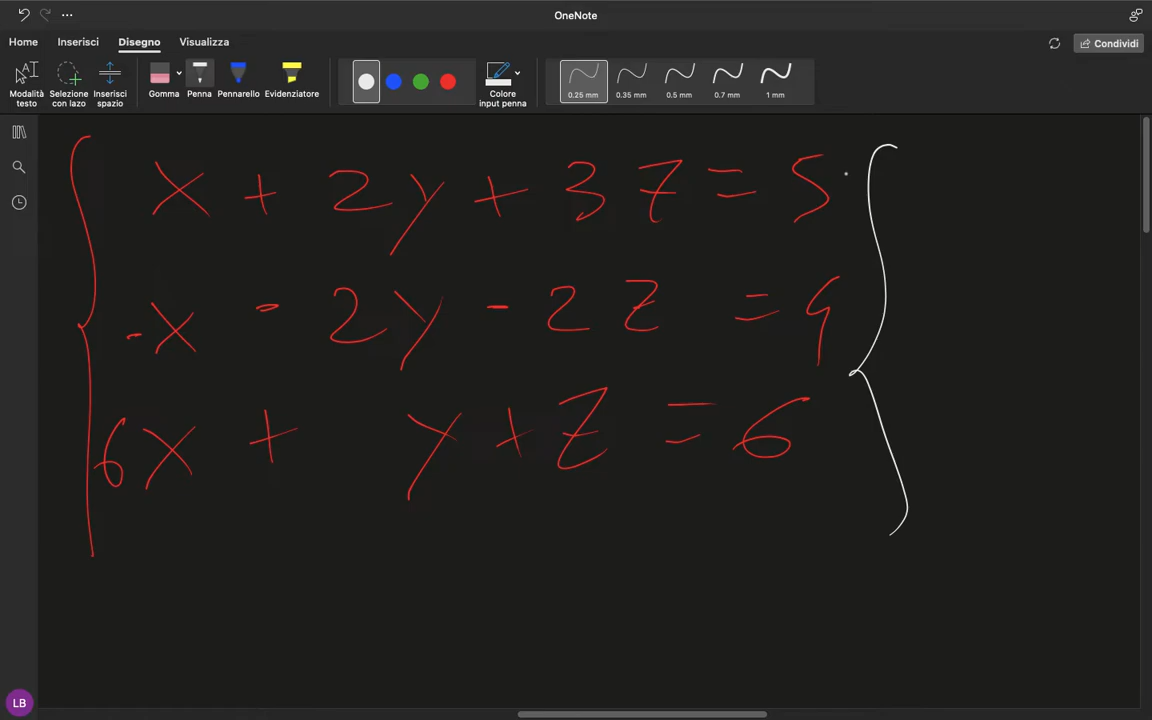 OneNote
Home Inserisci Disegno Visualizza
Condividi
Modalità testo Selezione con lazo Inserisci spazio Gomma Penna Pennarello Evidenziatore Colore input penna 0.25 mm 0.35 mm 0.5 mm 0.7 mm 1 mm
x + 2y + 3z = 5
-x - 2y - 2z = 9
6x + y + z = 6
LB